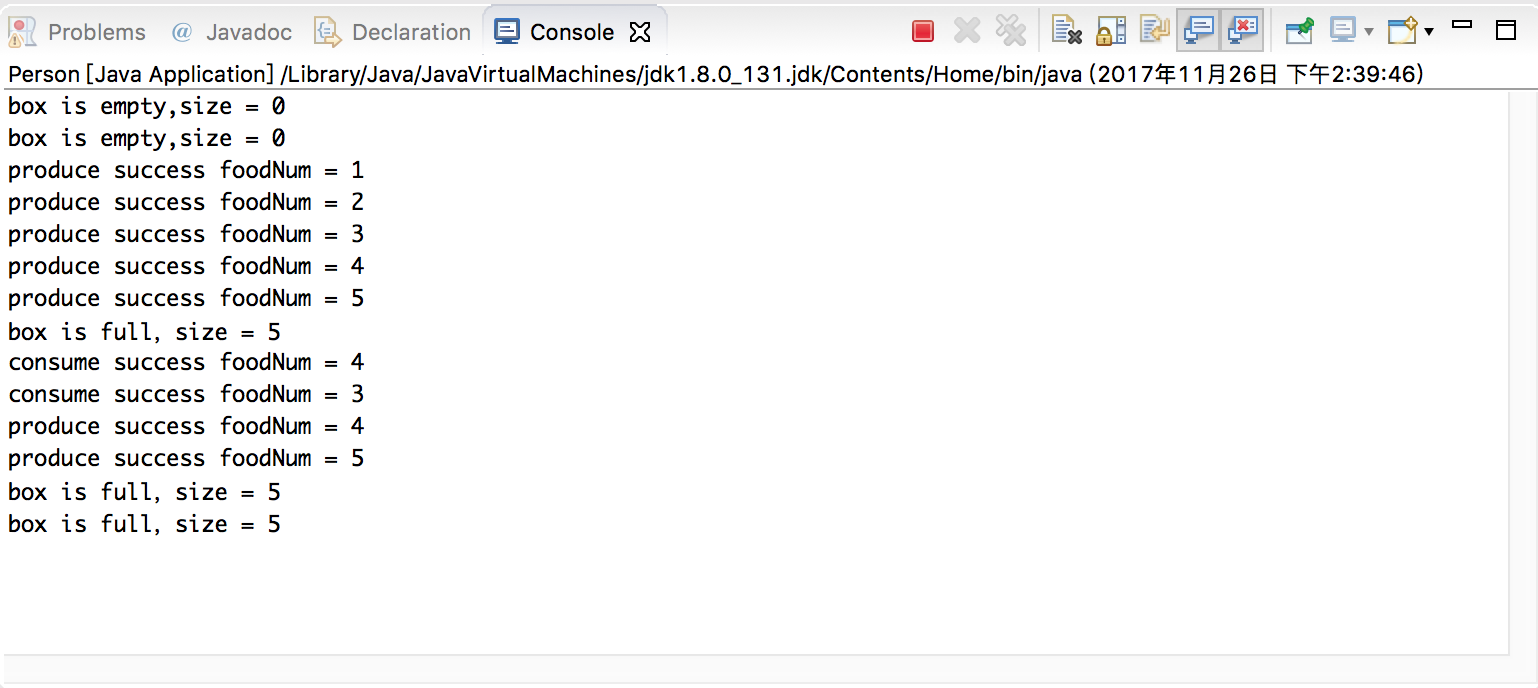 Problems @ Javadoc Declaration Console
Person [Java Application] /Library/Java/JavaVirtualMachines/jdk1.8.0_131.jdk/Contents/Home/bin/java (2017年11月26日 下午2:39:46)
box is empty,size = 0
box is empty,size = 0
produce success foodNum = 1
produce success foodNum = 2
produce success foodNum = 3
produce success foodNum = 4
produce success foodNum = 5
box is full, size = 5
consume success foodNum = 4
consume success foodNum = 3
produce success foodNum = 4
produce success foodNum = 5
box is full, size = 5
box is full, size = 5